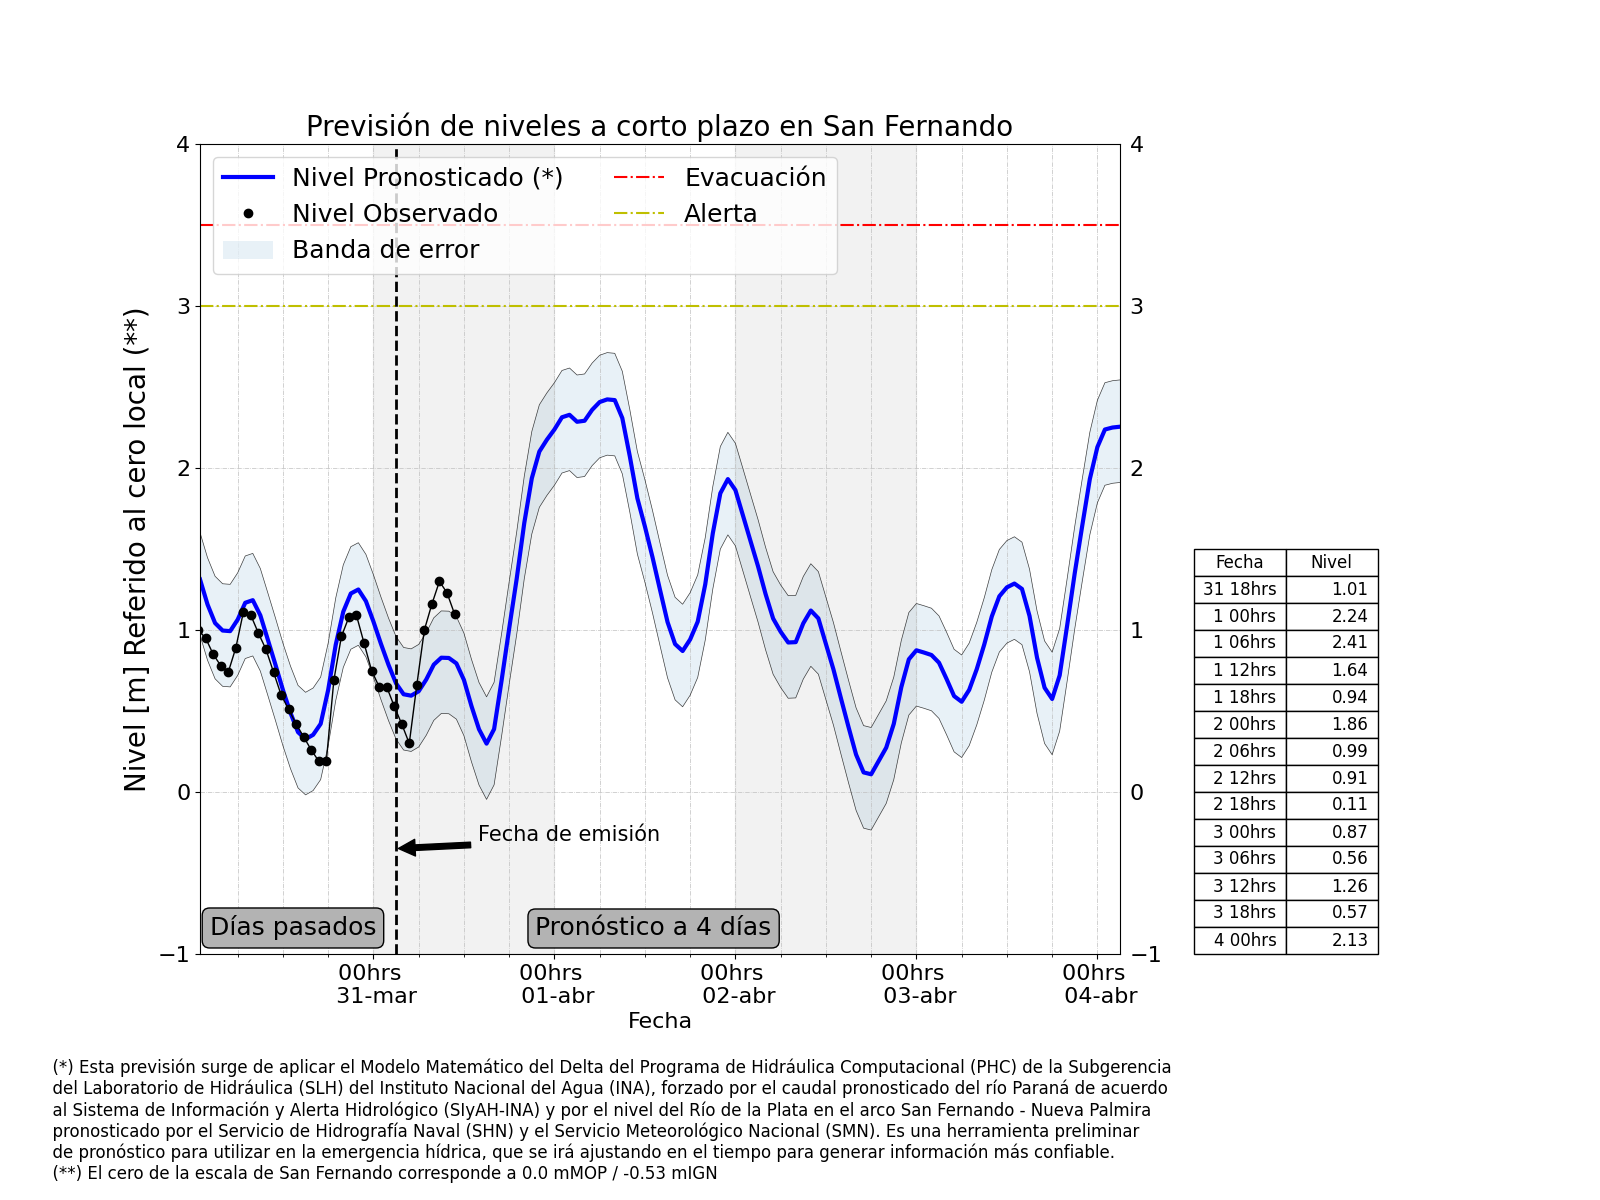 Previsión de niveles a corto plazo en San Fernando
Nivel Pronosticado (*)
Nivel Observado
Banda de error
Evacuación
Alerta
Nivel [m] Referido al cero local (**)
4
3
2
1
0
−1
4
3
2
1
0
−1
Fecha de emisión
Días pasados
Pronóstico a 4 días
00hrs
31-mar
00hrs
01-abr
00hrs
02-abr
00hrs
03-abr
00hrs
04-abr
Fecha
Fecha Nivel
31 18hrs 1.01
1 00hrs 2.24
1 06hrs 2.41
1 12hrs 1.64
1 18hrs 0.94
2 00hrs 1.86
2 06hrs 0.99
2 12hrs 0.91
2 18hrs 0.11
3 00hrs 0.87
3 06hrs 0.56
3 12hrs 1.26
3 18hrs 0.57
4 00hrs 2.13
(*) Esta previsión surge de aplicar el Modelo Matemático del Delta del Programa de Hidráulica Computacional (PHC) de la Subgerencia
del Laboratorio de Hidráulica (SLH) del Instituto Nacional del Agua (INA), forzado por el caudal pronosticado del río Paraná de acuerdo
al Sistema de Información y Alerta Hidrológico (SIyAH-INA) y por el nivel del Río de la Plata en el arco San Fernando - Nueva Palmira
pronosticado por el Servicio de Hidrografía Naval (SHN) y el Servicio Meteorológico Nacional (SMN). Es una herramienta preliminar
de pronóstico para utilizar en la emergencia hídrica, que se irá ajustando en el tiempo para generar información más confiable.
(**) El cero de la escala de San Fernando corresponde a 0.0 mMOP / -0.53 mIGN